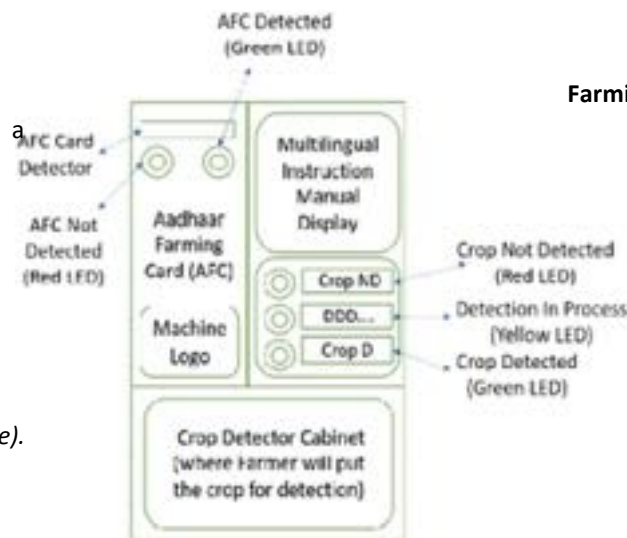 AFC Detected
(Green LED)
Farmi
a
AFC Card
Detector
AFC Not
Detected
(Red LED)
Aadhaar
Farming
Card (AFC)
Machine
Logo
Multilingual
Instruction
Manual
Display
Crop ND
DDD...
Crop D
Crop Not Detected
(Red LED)
Detection In Process
(Yellow LED)
Crop Detected
(Green LED)
e).
Crop Detector Cabinet
(where Farmer will put
the crop for detection)